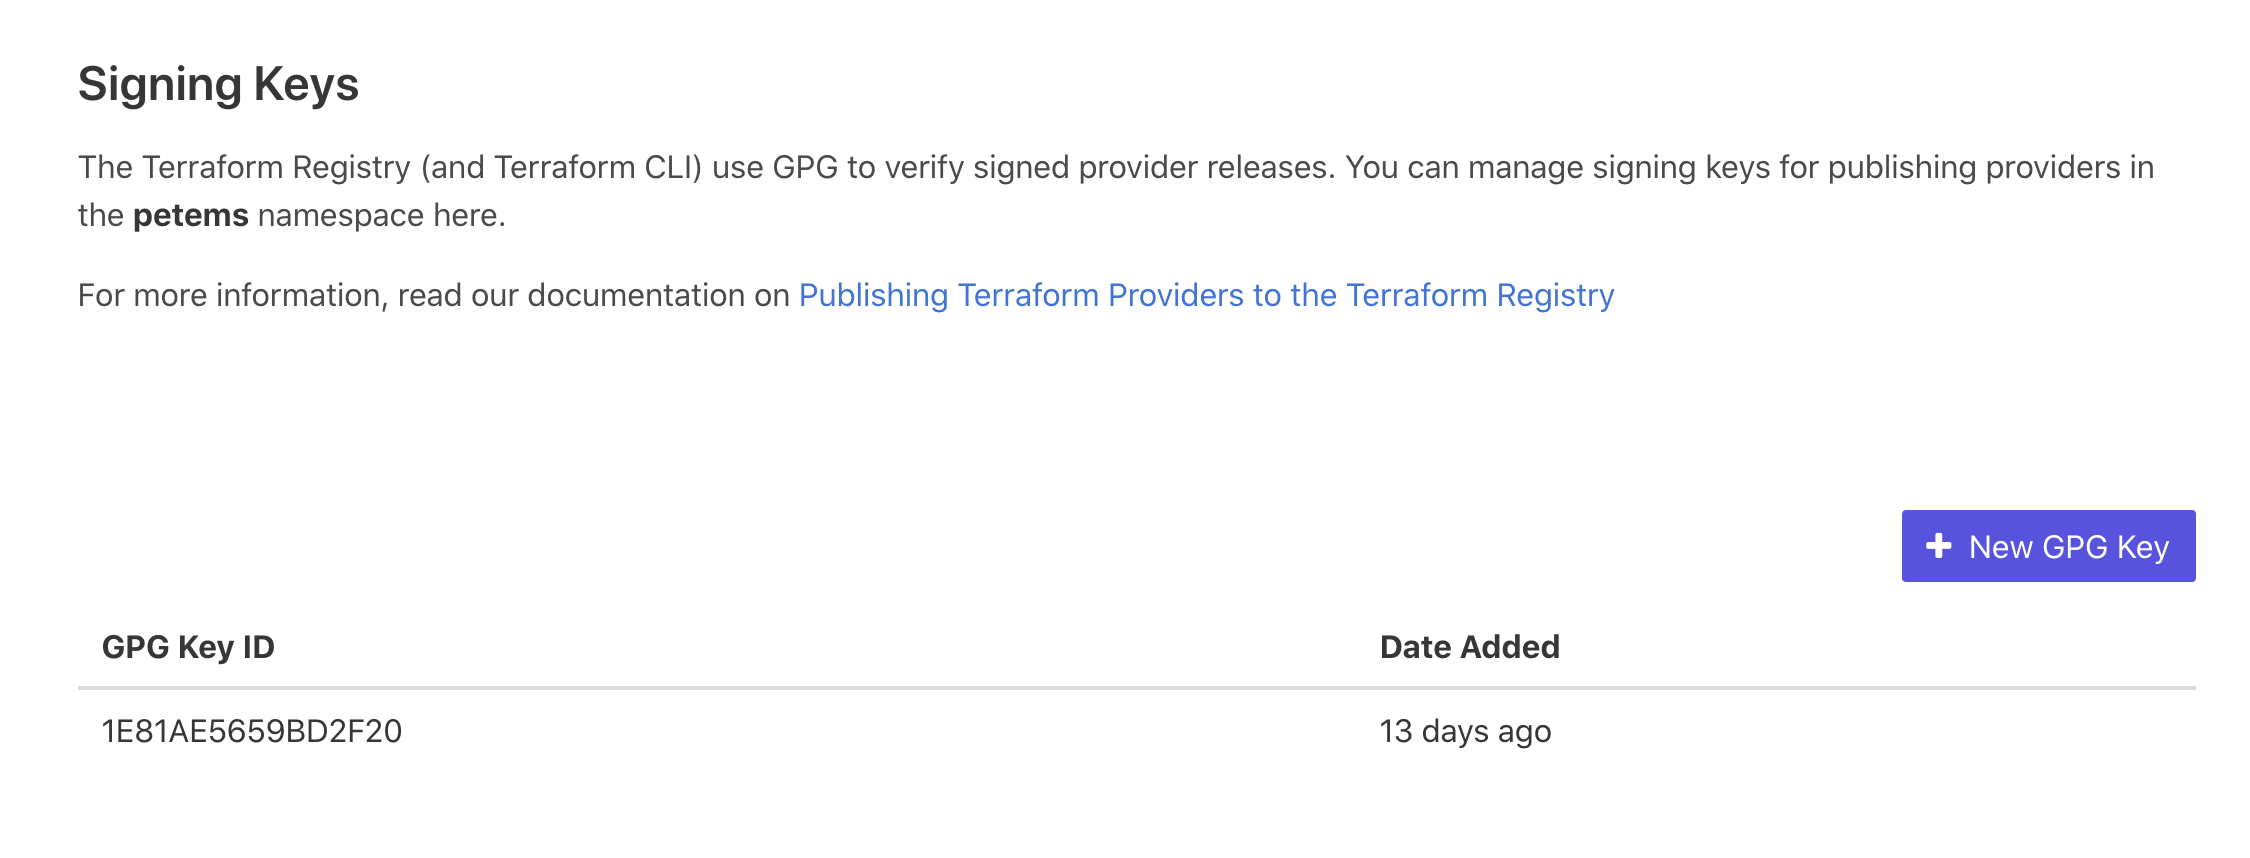 Signing Keys
The Terraform Registry (and Terraform CLI) use GPG to verify signed provider releases. You can manage signing keys for publishing providers in
the petems namespace here.
For more information, read our documentation on Publishing Terraform Providers to the Terraform Registry
New GPG Key
GPG Key ID Date Added
1E81AE5659BD2F20 13 days ago